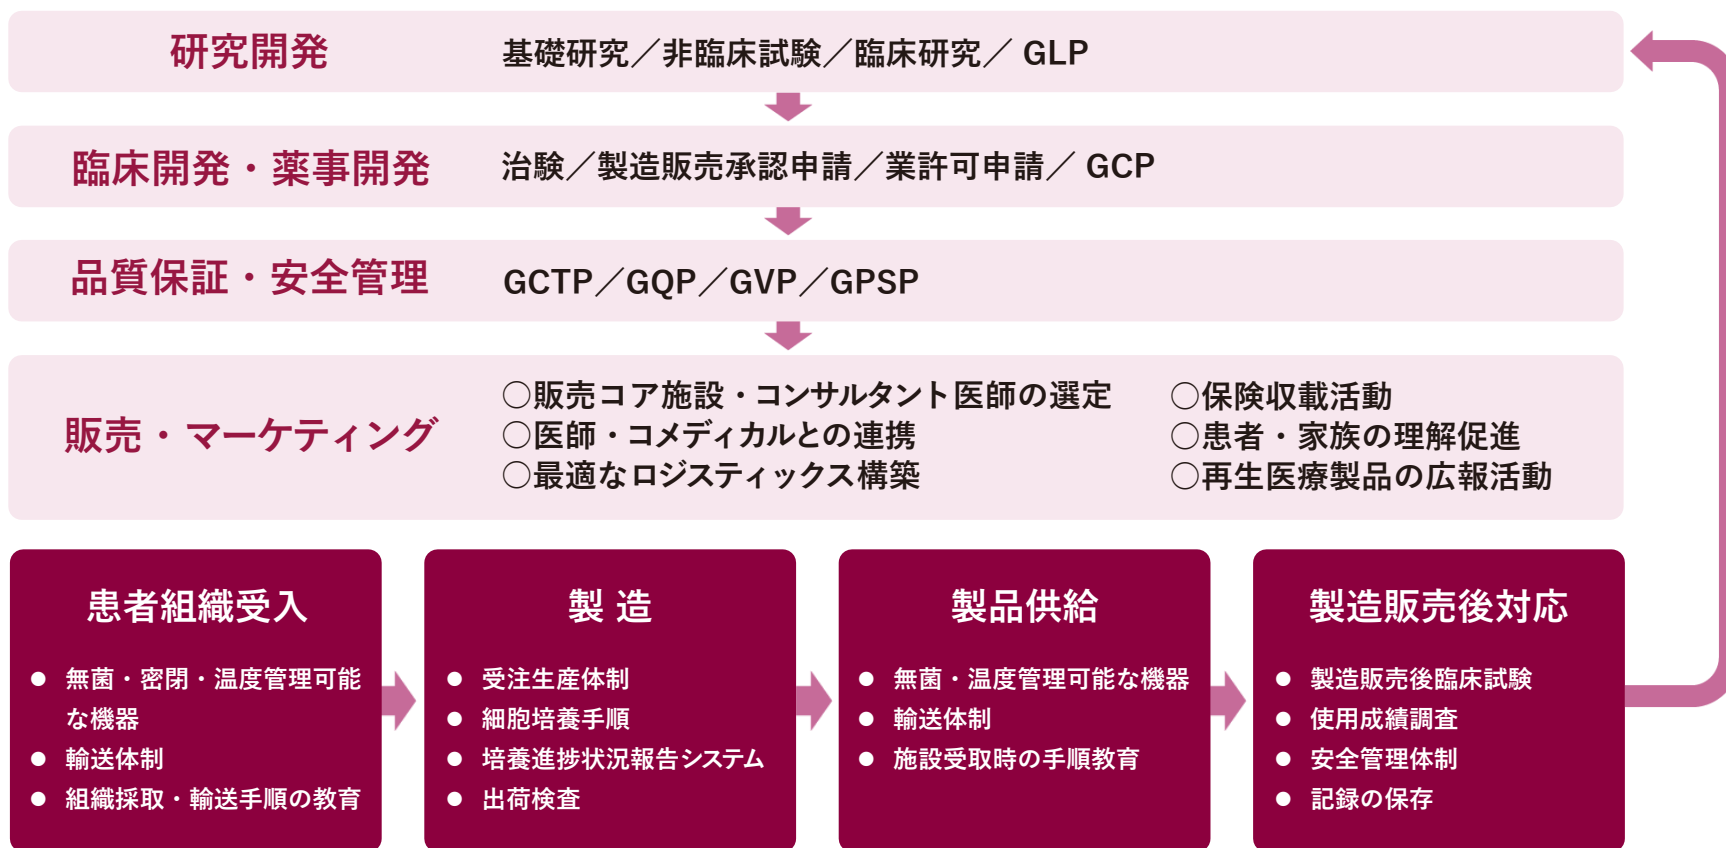 研究開発
基礎研究／非臨床試験／臨床研究／ GLP
臨床開発・薬事開発
治験／製造販売承認申請／業許可申請／ GCP
品質保証・安全管理
GCTP／GQP／GVP／GPSP
販売・マーケティング
○販売コア施設・コンサルタント医師の選定
○医師・コメディカルとの連携
○最適なロジスティックス構築
○保険収載活動
○患者・家族の理解促進
○再生医療製品の広報活動
患者組織受入
● 無菌・密閉・温度管理可能
な機器
● 輸送体制
● 組織採取・輸送手順の教育
製 造
● 受注生産体制
● 細胞培養手順
● 培養進捗状況報告システム
● 出荷検査
製品供給
● 無菌・温度管理可能な機器
● 輸送体制
● 施設受取時の手順教育
製造販売後対応
● 製造販売後臨床試験
● 使用成績調査
● 安全管理体制
● 記録の保存